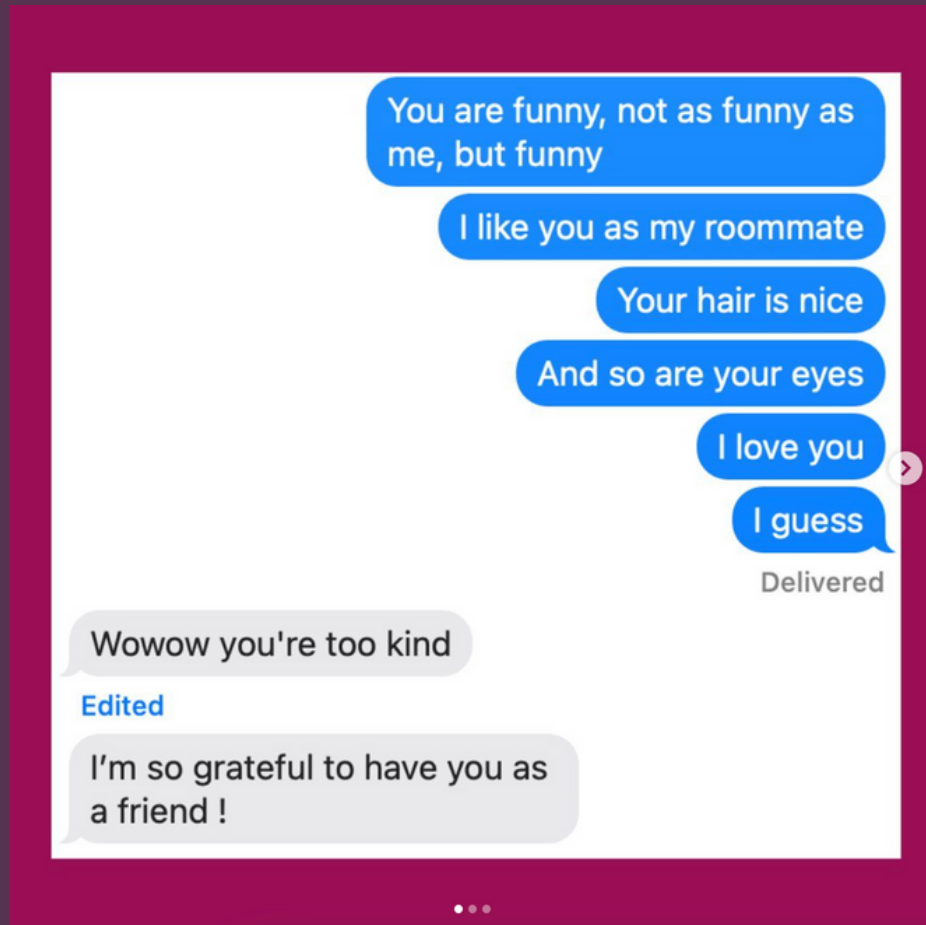 You are funny, not as funny as
me, but funny
I like you as my roommate
Your hair is nice
And so are your eyes
I love you
I guess
Delivered
Wowow you're too kind
Edited
I’m so grateful to have you as
a friend !